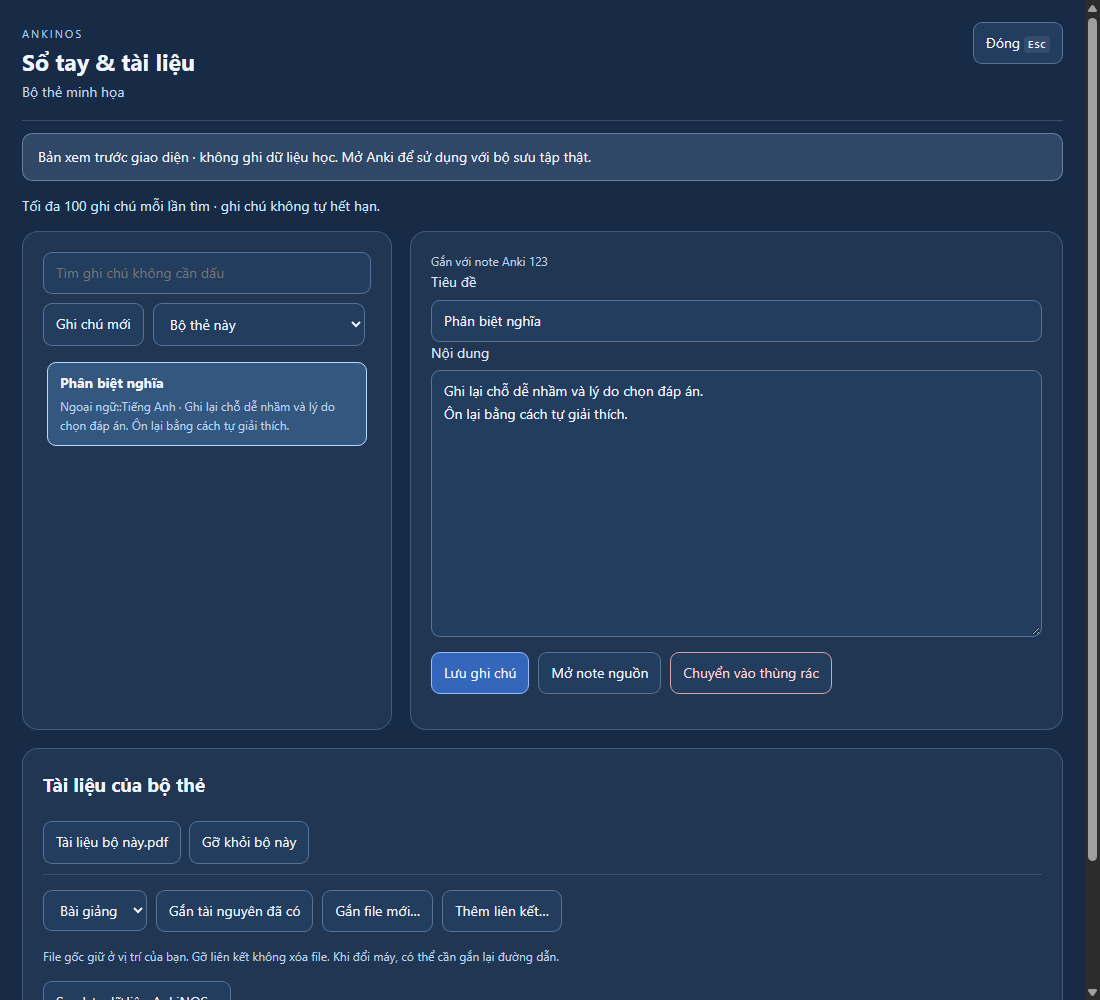 ANKINOS
Sổ tay & tài liệu
Bộ thẻ minh họa
Đóng Esc
Bản xem trước giao diện · không ghi dữ liệu học. Mở Anki để sử dụng với bộ sưu tập thật.
Tối đa 100 ghi chú mỗi lần tìm · ghi chú không tự hết hạn.
Tìm ghi chú không cần dấu
Ghi chú mới
Bộ thẻ này
Phân biệt nghĩa
Ngoại ngữ::Tiếng Anh · Ghi lại chỗ dễ nhầm và lý do
chọn đáp án. Ôn lại bằng cách tự giải thích.
Gắn với note Anki 123
Tiêu đề
Phân biệt nghĩa
Nội dung
Ghi lại chỗ dễ nhầm và lý do chọn đáp án.
Ôn lại bằng cách tự giải thích.
Lưu ghi chú
Mở note nguồn
Chuyển vào thùng rác
Tài liệu của bộ thẻ
Tài liệu bộ này.pdf
Gỡ khỏi bộ này
Bài giảng
Gắn tài nguyên đã có
Gắn file mới...
Thêm liên kết...
File gốc giữ ở vị trí của bạn. Gỡ liên kết không xóa file. Khi đổi máy, có thể cần gắn lại đường dẫn.